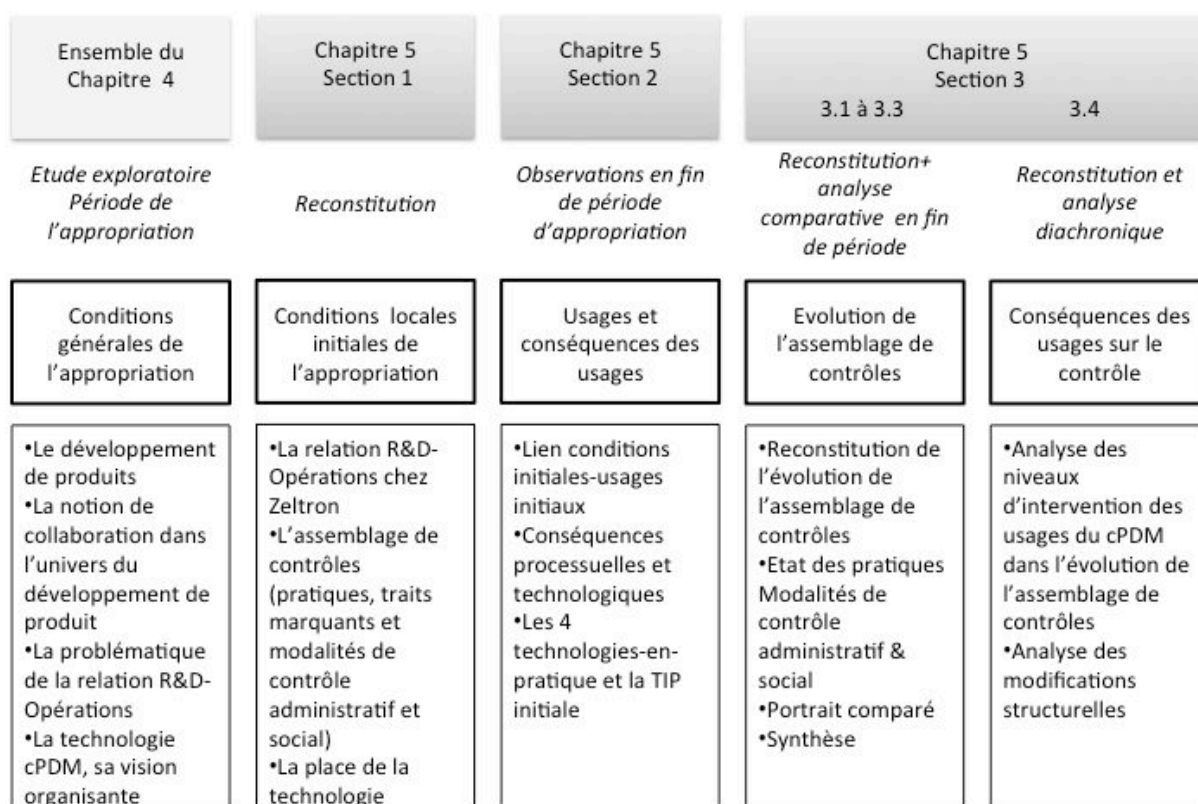 Ensemble du
Chapitre 4
Chapitre 5
Section 1
Chapitre 5
Section 2
Chapitre 5
Section 3
3.1 à 3.3
3.4
Etude exploratoire
Période de
l’appropriation
Reconstitution
Observations en fin
de période
d’appropriation
Reconstitution+
analyse
comparative en fin
de période
Reconstitution et
analyse
diachronique
Conditions
générales de
l’appropriation
Conditions locales
initiales de
l’appropriation
Usages et
conséquences des
usages
Evolution de
l’assemblage de
contrôles
Conséquences des
usages sur le
contrôle
•Le développement
de produits
•La notion de
collaboration dans
l’univers du
développement de
produit
•La problématique
de la relation R&D-
Opérations
•La technologie
cPDM, sa vision
organisante
•La relation R&D-
Opérations chez
Zeltron
•L’assemblage de
contrôles
(pratiques, traits
marquants et
modalités de
contrôle
administratif et
social)
•La place de la
technologie
•Lien conditions
initiales-usages
initiaux
•Conséquences
processuelles et
technologiques
•Les 4
technologies-en-
pratique et la TIP
initiale
•Reconstitution de
l’évolution de
l’assemblage de
contrôles
•Etat des pratiques
Modalités de
contrôle
administratif &
social
•Portrait comparé
•Synthèse
•Analyse des
niveaux
d’intervention des
usages du cPDM
dans l’évolution de
l’assemblage de
contrôles
•Analyse des
modifications
structurelles